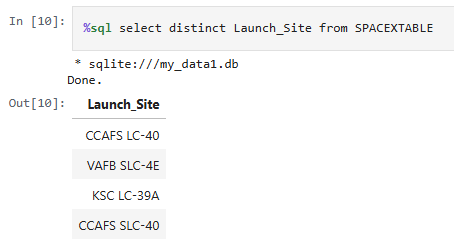 In [10]: %sql select distinct Launch_Site from SPACEXTABLE
* sqlite:///my_data1.db
Done.
Out[10]: Launch_Site
CCAFS LC-40
VAFB SLC-4E
KSC LC-39A
CCAFS SLC-40